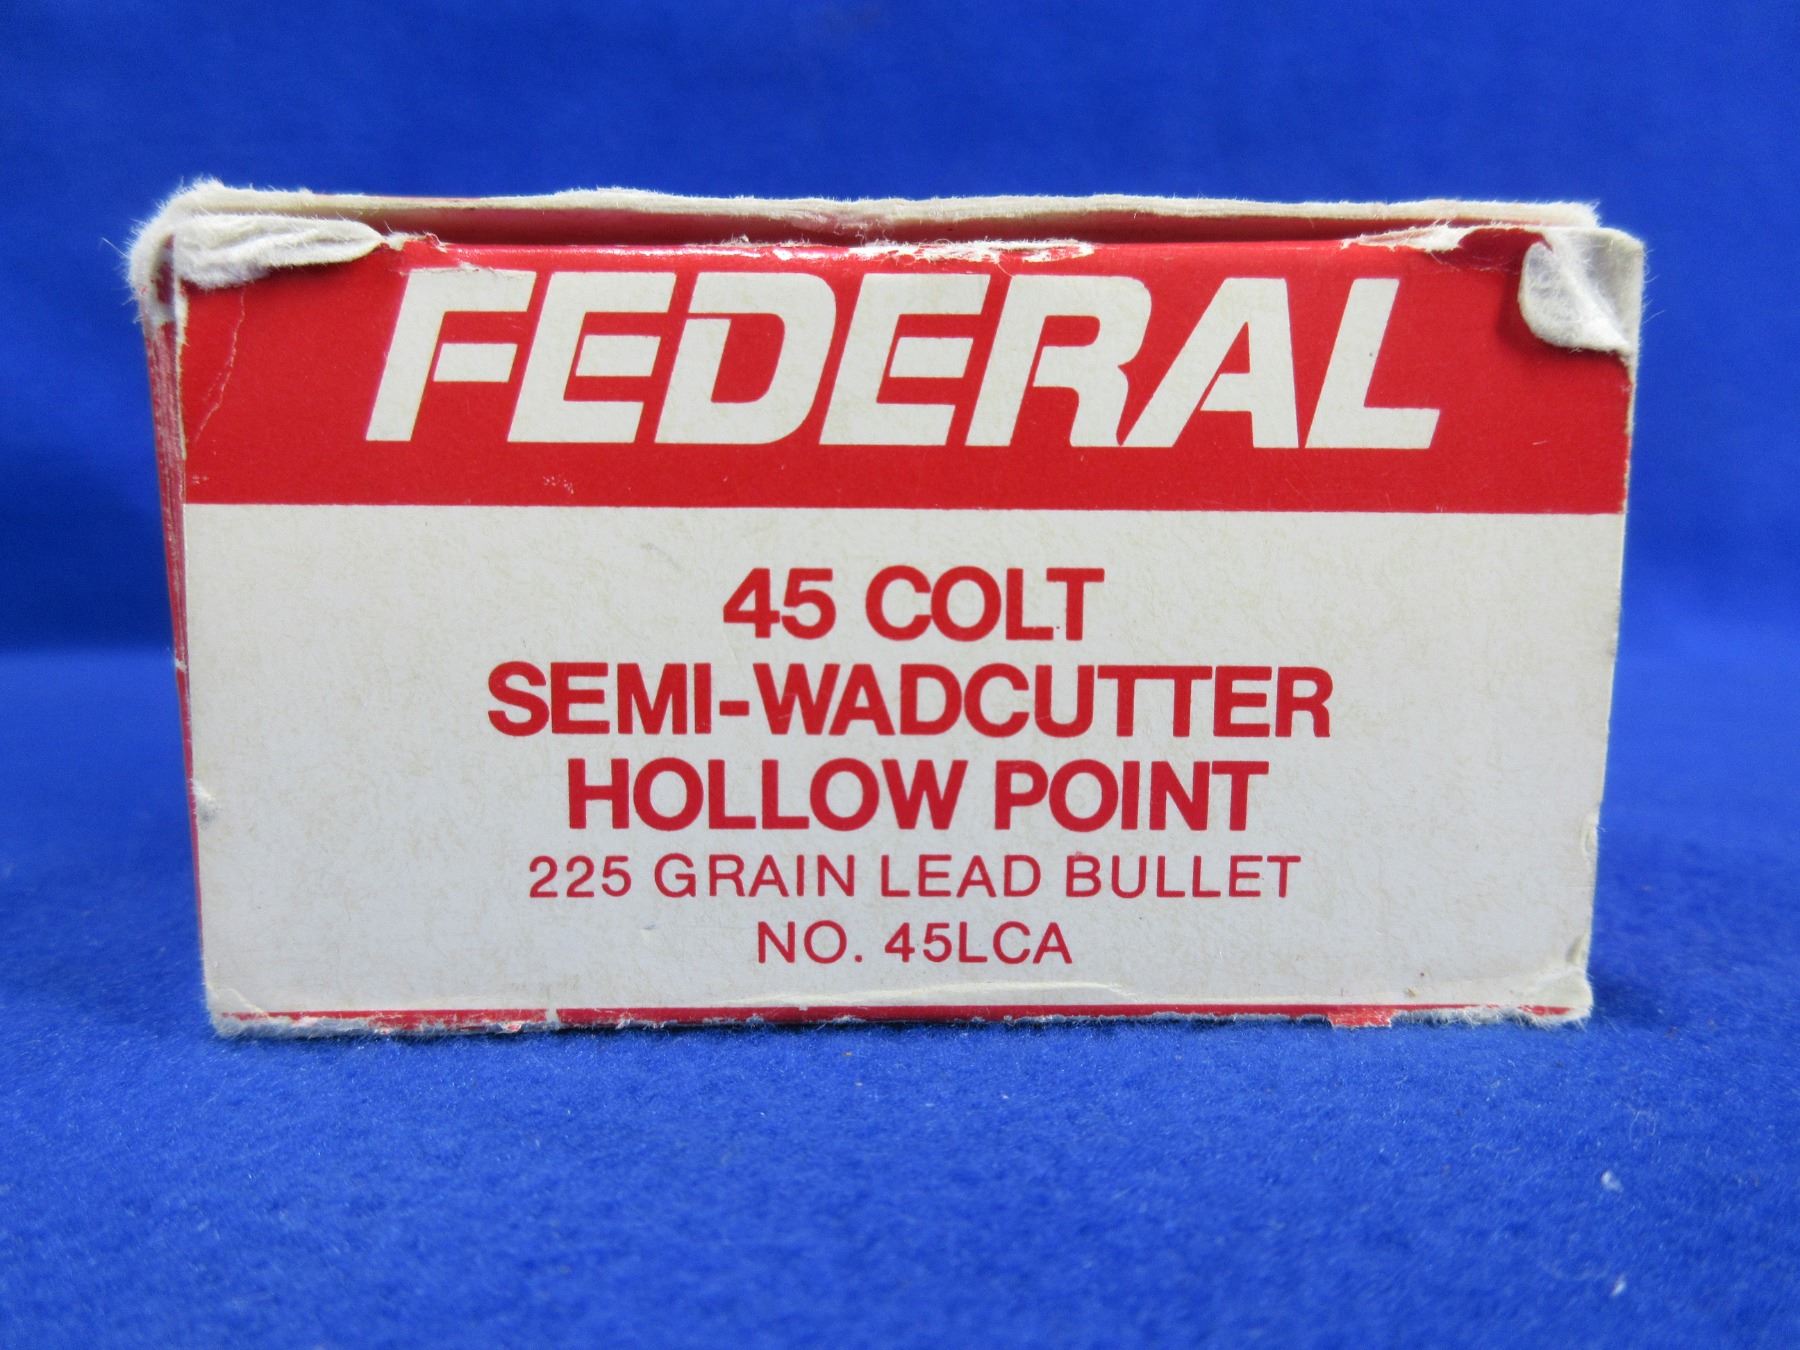 FEDERAL
45 COLT
SEMI-WADCUTTER
HOLLOW POINT
225 GRAIN LEAD BULLET
NO. 45LCA